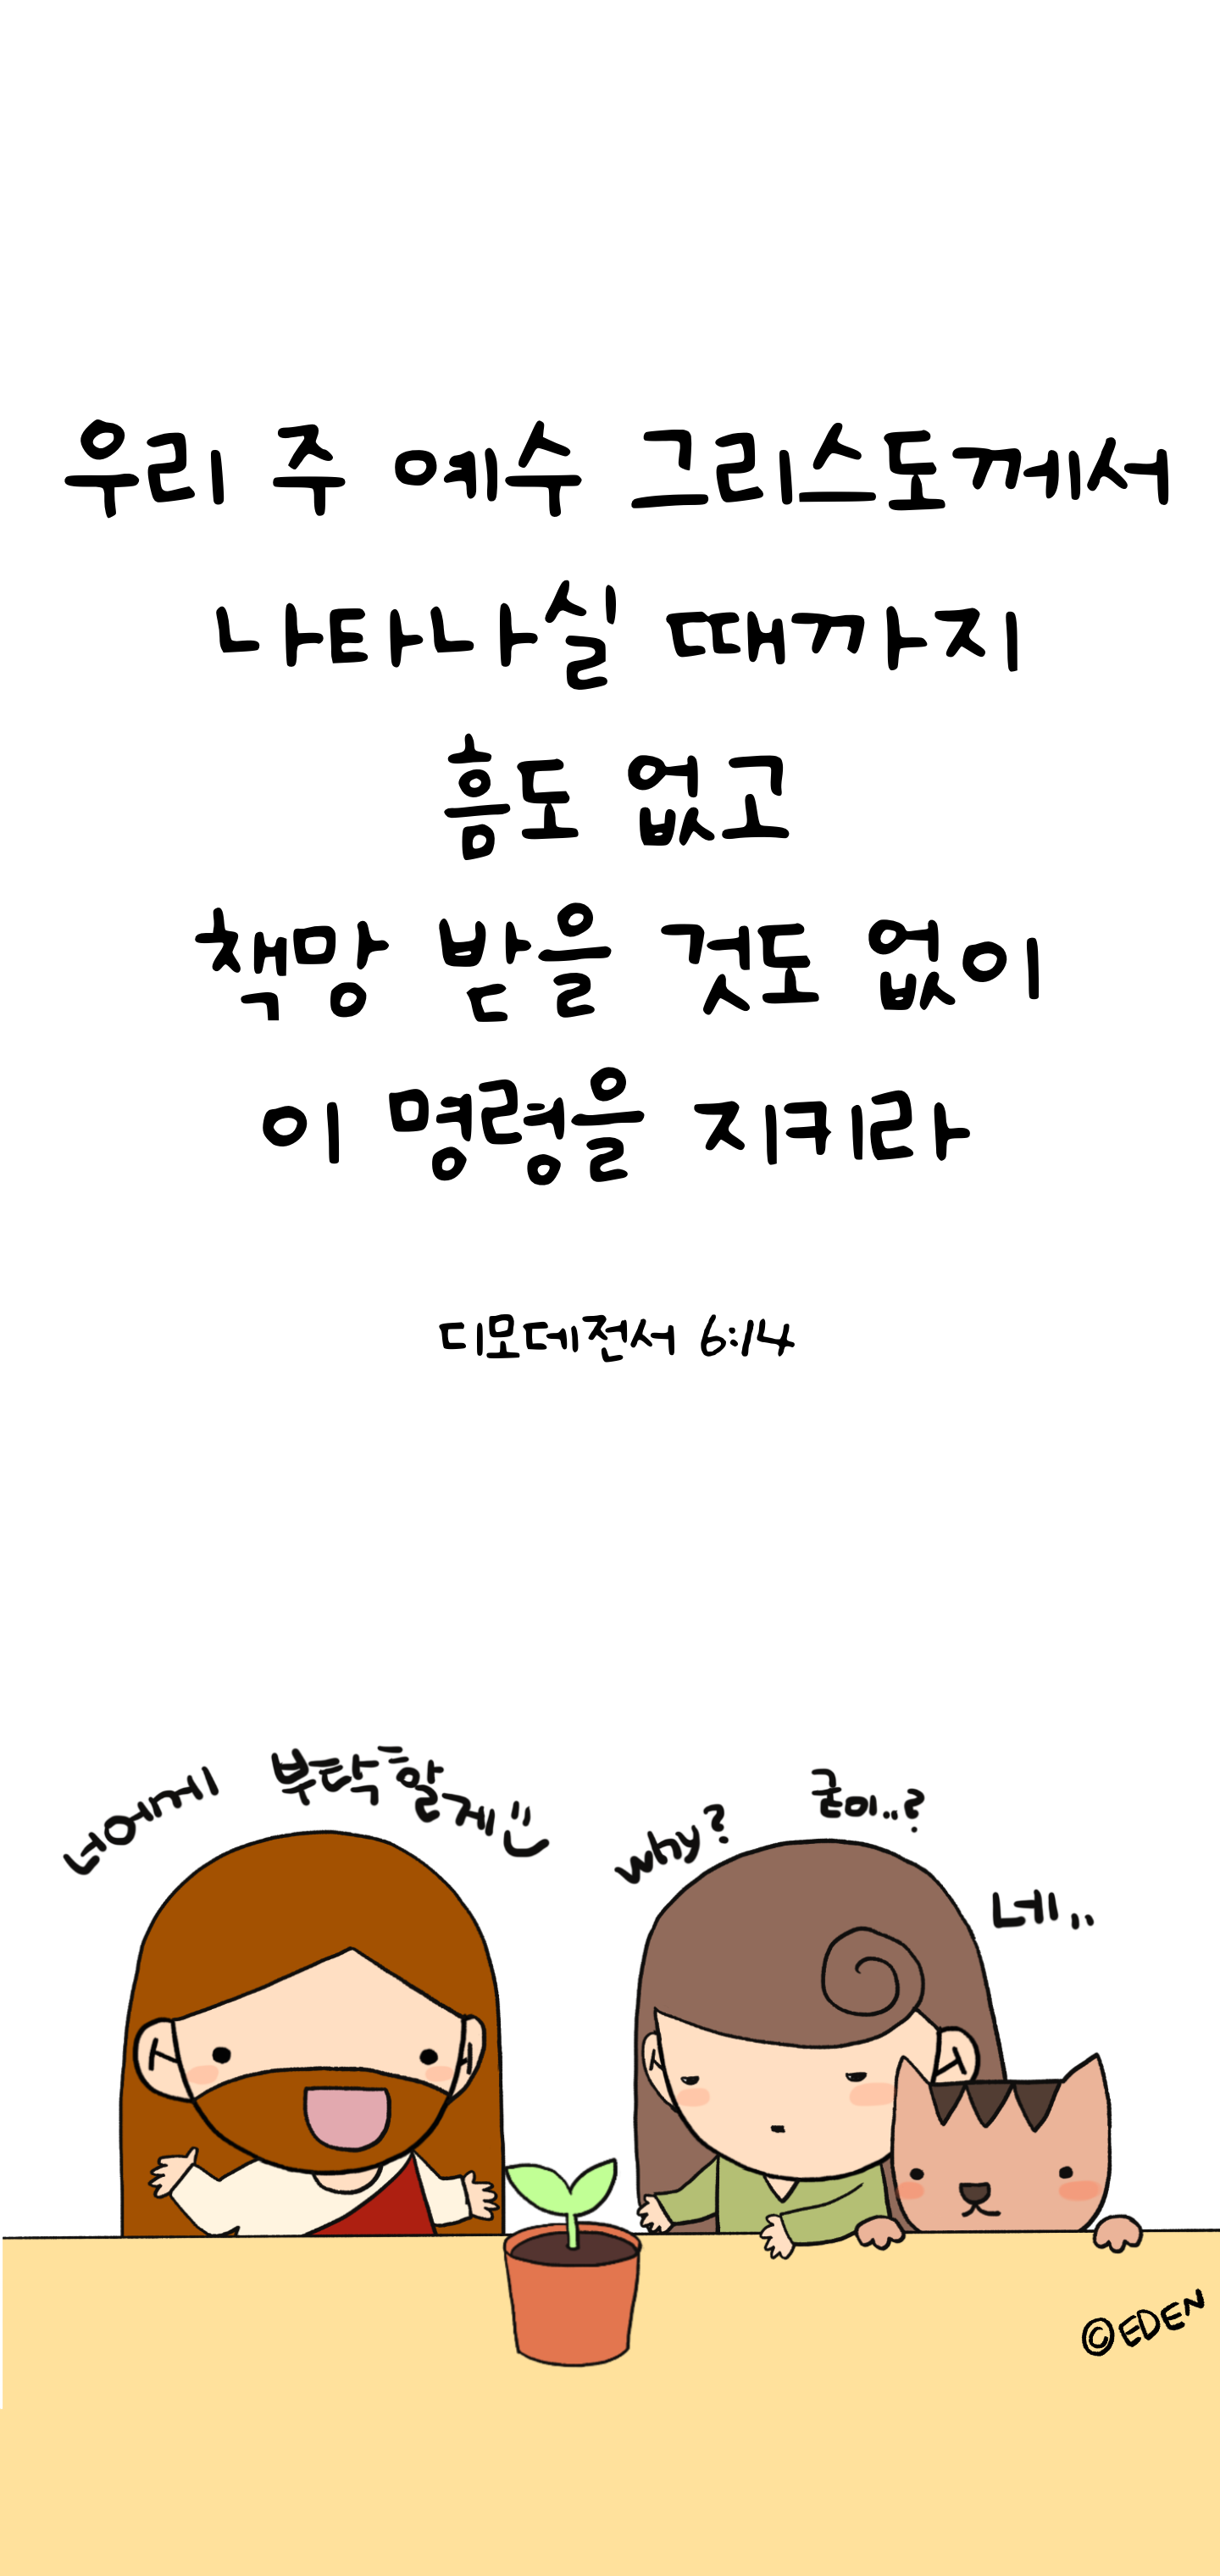 우리 주 예수 그리스도께서
나타나실 때까지
흠도 없고
책망 받을 것도 없이
이 명령을 지키라
디모데전서 6:14
너에게 부탁할게
why?
굳이..?
네..
©EDEN